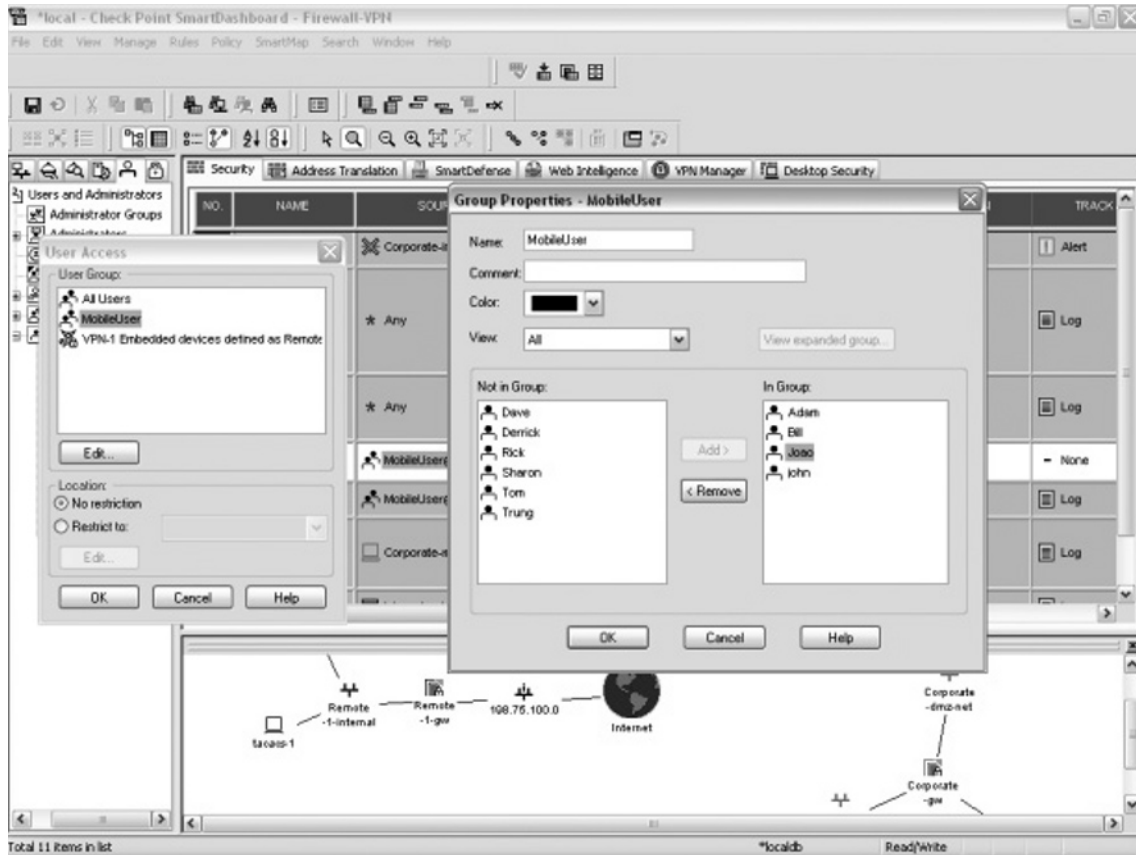 *local - Check Point SmartDashboard - Firewall-VPN
File Edit View Manage Rules Policy SmartMap Search Window Help
Security Address Translation SmartDefense Web Intelligence VPN Manager Desktop Security
Users and Administrators
Administrator Groups
Administrators
NO. NAME SOUR TRACK
Corporate-i Alert
* Any Log
* Any Log
MobileUser - None
MobileUser Log
Corporate- Log
User Access
User Group:
All Users
MobileUser
VPN-1 Embedded devices defined as Remote
Edit...
Location:
No restriction
Restrict to:
Edit...
OK Cancel Help
Group Properties - MobileUser
Name: MobileUser
Comment:
Color:
View: All View expanded group...
Not in Group:
Dave
Derrick
Rick
Sharon
Tom
Trung
Add >
< Remove
In Group:
Adam
Bill
Joao
john
OK Cancel Help
Remote
-1-internal
Remote
-1-gw
198.75.100.0
Internet
tacacs-1
Corporate
-dmz-net
Corporate
-gw
Total 11 items in list *localdb Read/Write